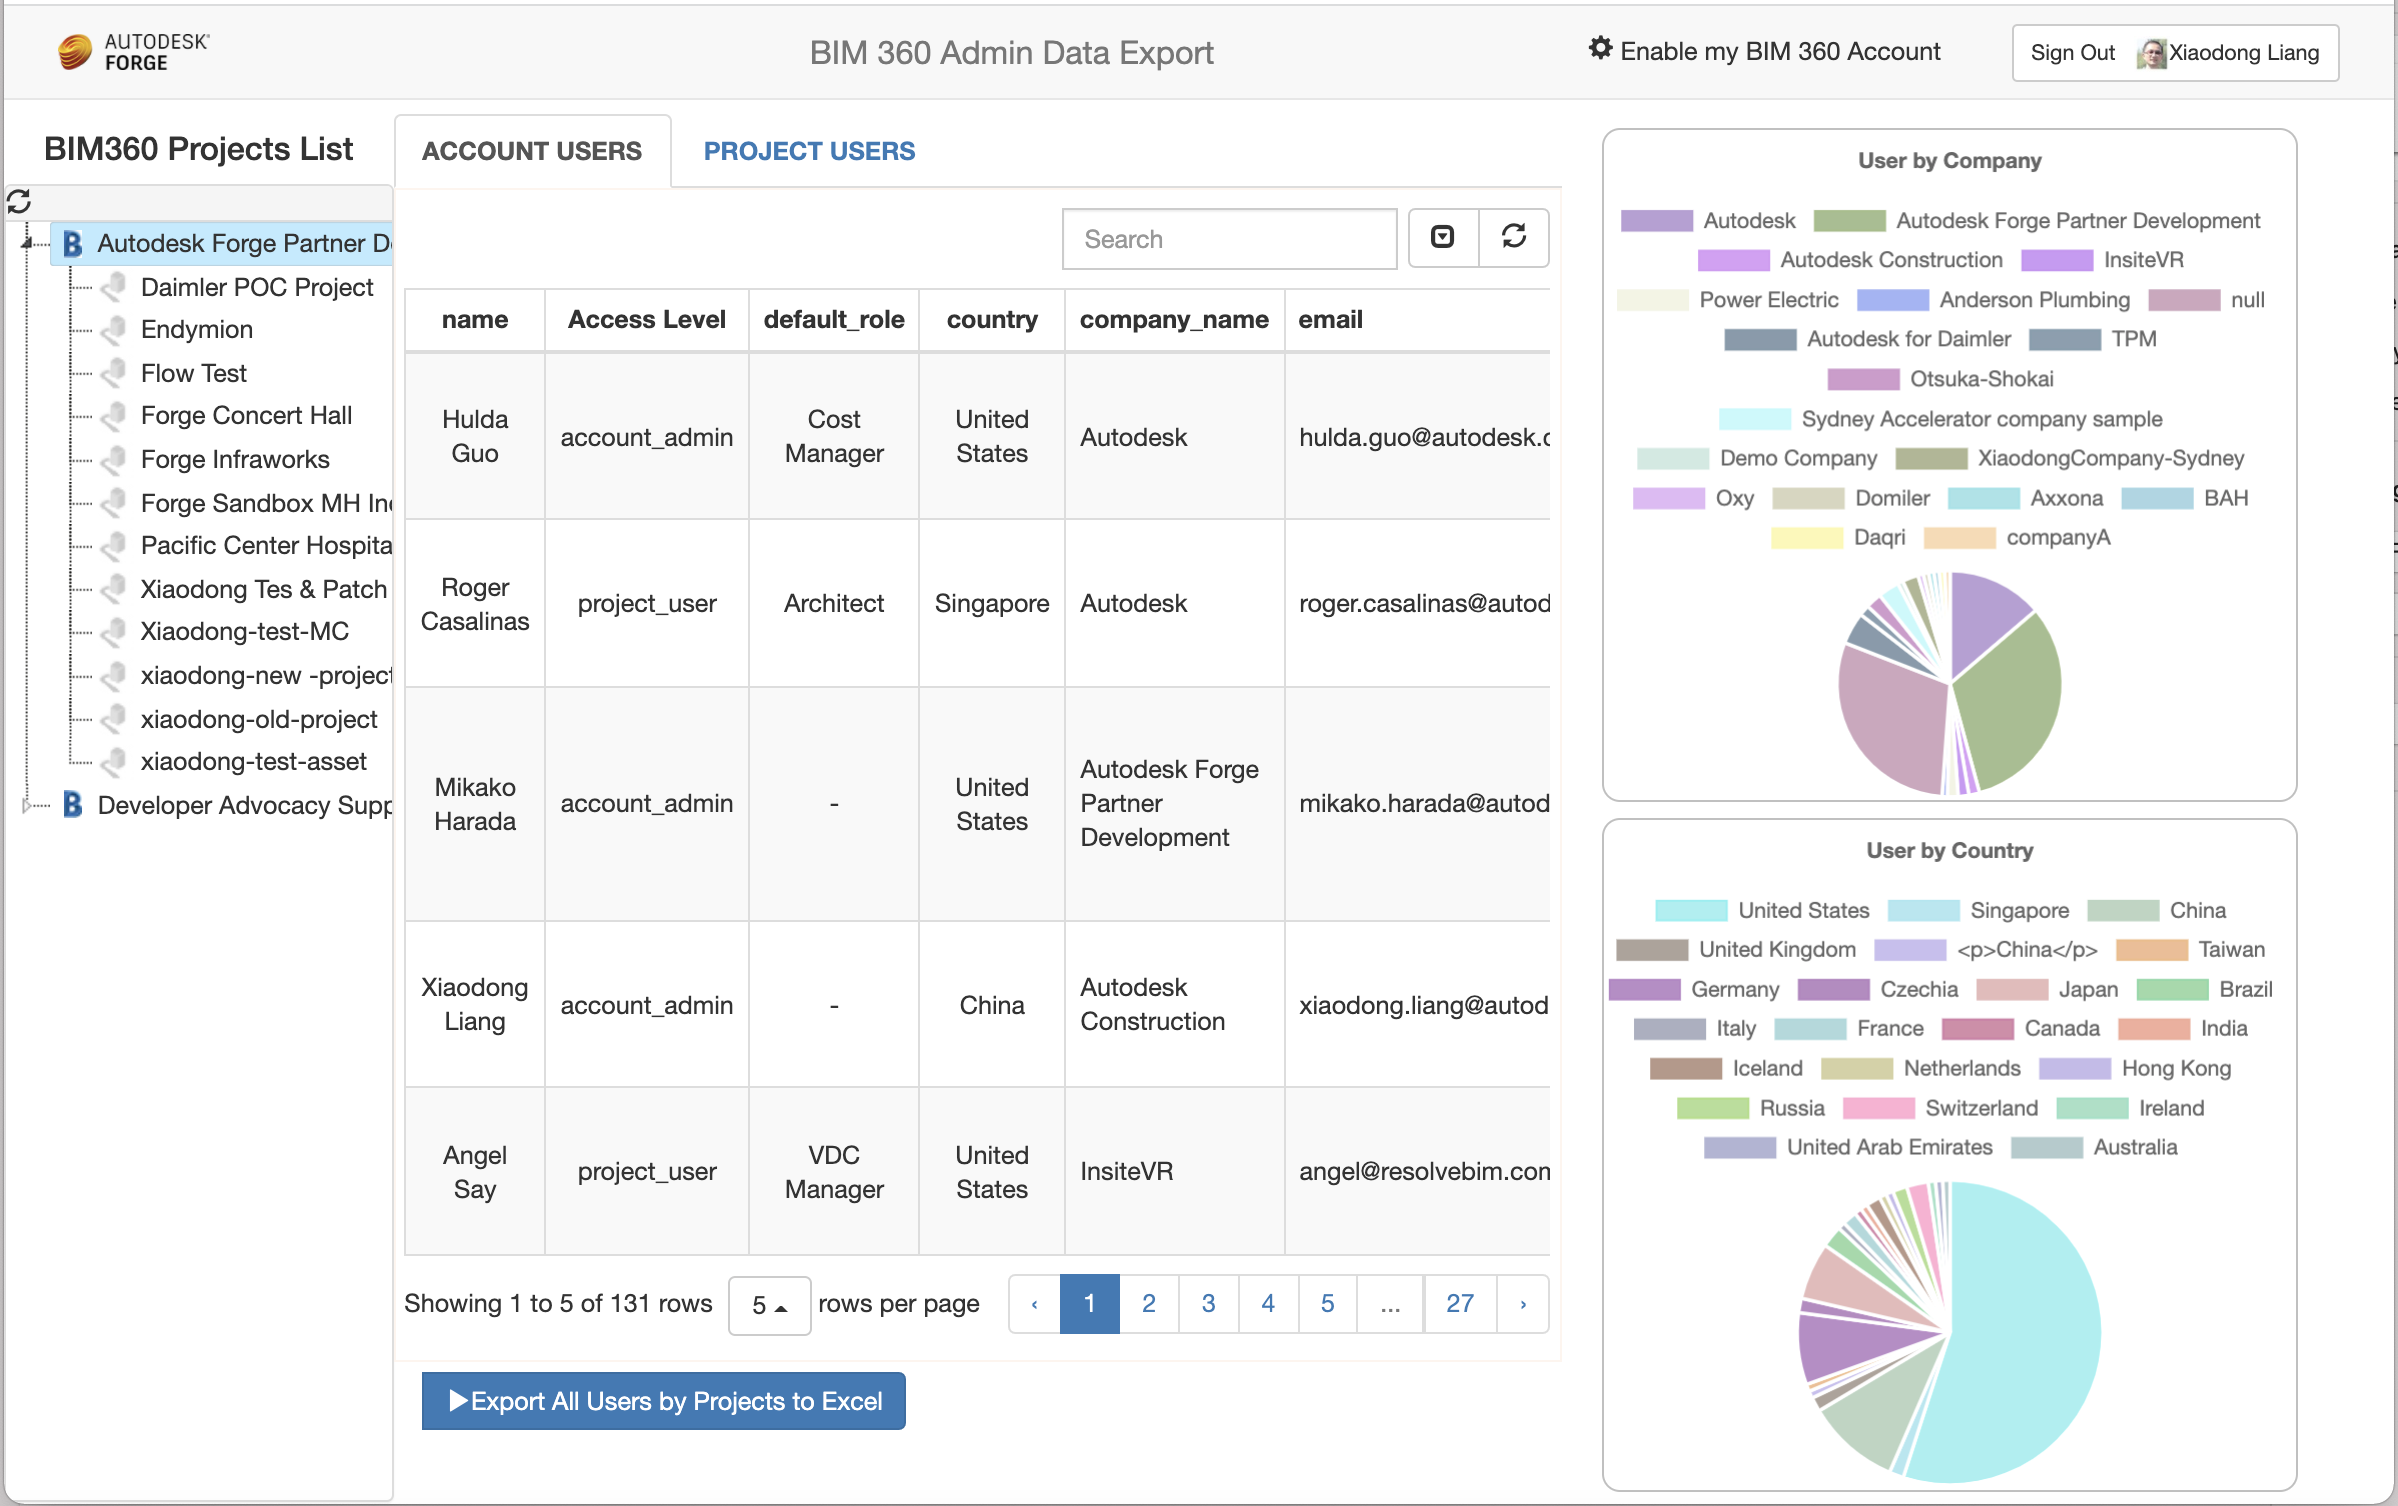 AUTODESK
FORGE
BIM 360 Admin Data Export
Enable my BIM 360 Account
Sign Out Xiaodong Liang
BIM360 Projects List
Autodesk Forge Partner D
Daimler POC Project
Endymion
Flow Test
Forge Concert Hall
Forge Infraworks
Forge Sandbox MH In
Pacific Center Hospita
Xiaodong Tes & Patch
Xiaodong-test-MC
xiaodong-new -project
xiaodong-old-project
xiaodong-test-asset
Developer Advocacy Supp
ACCOUNT USERS PROJECT USERS
Search
name Access Level default_role country company_name email
Hulda
Guo
account_admin
Cost
Manager
United
States
Autodesk
hulda.guo@autodesk.c
Roger
Casalinas
project_user
Architect
Singapore
Autodesk
roger.casalinas@autod
Mikako
Harada
account_admin
-
United
States
Autodesk Forge
Partner
Development
mikako.harada@autod
Xiaodong
Liang
account_admin
-
China
Autodesk
Construction
xiaodong.liang@autod
Angel
Say
project_user
VDC
Manager
United
States
InsiteVR
angel@resolvebim.com
Showing 1 to 5 of 131 rows 5 rows per page ‹ 1 2 3 4 5 ... 27 ›
Export All Users by Projects to Excel
User by Company
Autodesk Autodesk Forge Partner Development
Autodesk Construction InsiteVR
Power Electric Anderson Plumbing null
Autodesk for Daimler TPM
Otsuka-Shokai
Sydney Accelerator company sample
Demo Company XiaodongCompany-Sydney
Oxy Domiler Axxona BAH
Daqri companyA
User by Country
United States Singapore China
United Kingdom <p>China</p> Taiwan
Germany Czechia Japan Brazil
Italy France Canada India
Iceland Netherlands Hong Kong
Russia Switzerland Ireland
United Arab Emirates Australia